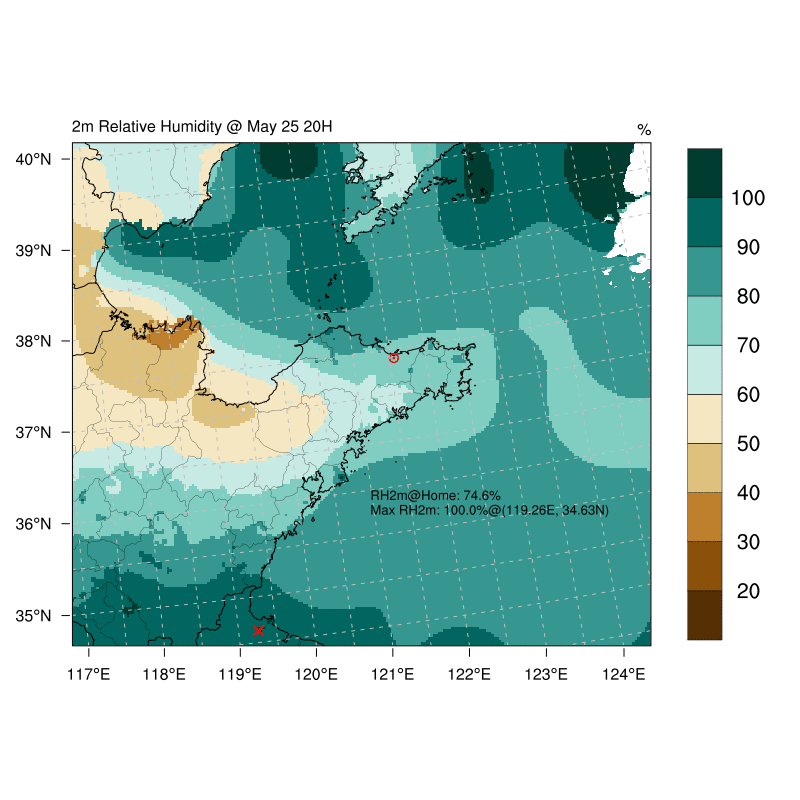 2m Relative Humidity @ May 25 20H
%
40°N
39°N
38°N
37°N
36°N
35°N
117°E
118°E
119°E
120°E
121°E
122°E
123°E
124°E
RH2m@Home: 74.6%
Max RH2m: 100.0%@(119.26E, 34.63N)
100
90
80
70
60
50
40
30
20